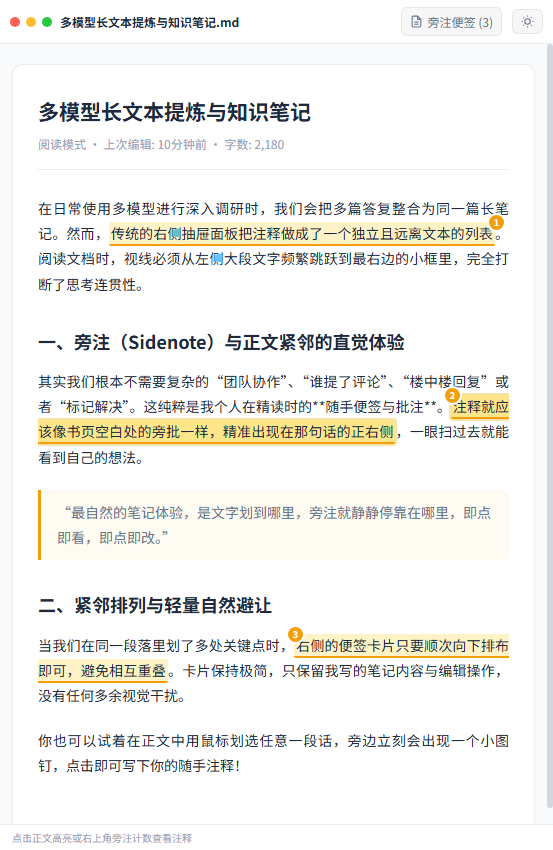 多模型长文本提炼与知识笔记.md
旁注便签 (3)
多模型长文本提炼与知识笔记
阅读模式 • 上次编辑: 10分钟前 • 字数: 2,180
在日常使用多模型进行深入调研时，我们会把多篇答复整合为同一篇长笔
1
记。然而，传统的右侧抽屉面板把注释做成了一个独立且远离文本的列表。
阅读文档时，视线必须从左侧大段文字频繁跳跃到最右边的小框里，完全打
断了思考连贯性。
一、旁注（Sidenote）与正文紧邻的直觉体验
其实我们根本不需要复杂的“团队协作”、“谁提了评论”、“楼中楼回复”或
2
者“标记解决”。这纯粹是我个人在精读时的**随手便签与批注**。注释就应
该像书页空白处的旁批一样，精准出现在那句话的正右侧，一眼扫过去就能
看到自己的想法。
“最自然的笔记体验，是文字划到哪里，旁注就静静停靠在哪里，即点
即看，即点即改。”
二、紧邻排列与轻量自然避让
3
当我们在同一段落里划了多处关键点时，右侧的便签卡片只要顺次向下排布
即可，避免相互重叠。卡片保持极简，只保留我写的笔记内容与编辑操作，
没有任何多余视觉干扰。
你也可以试着在正文中用鼠标划选任意一段话，旁边立刻会出现一个小图
钉，点击即可写下你的随手注释！
点击正文高亮或右上角旁注计数查看注释